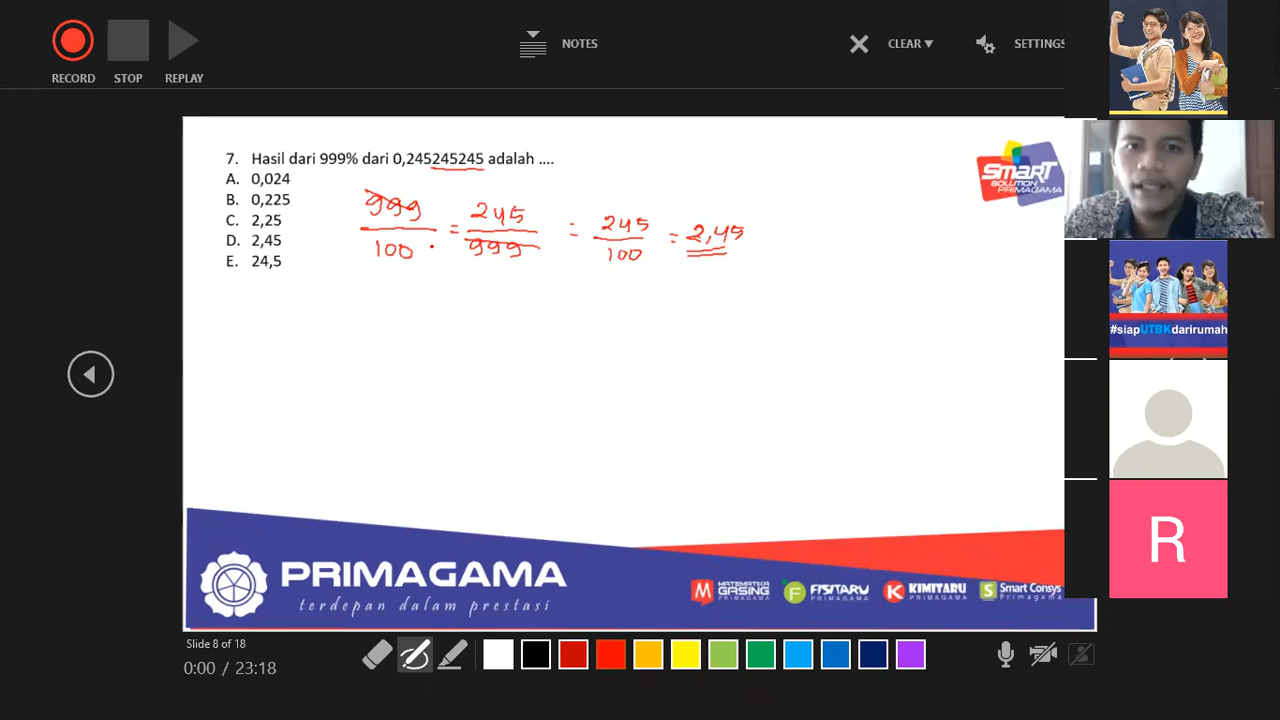 NOTES
CLEAR
SETTINGS
RECORD
STOP
REPLAY
7. Hasil dari 999% dari 0,245245245 adalah ....
A. 0,024
B. 0,225
C. 2,25
D. 2,45
E. 24,5
999/100 = 245/999 = 245/100 = 2,45
SMART
SOLUTION
PRIMAGAMA
#siapUTBKdarirumah
R
PRIMAGAMA
terdepan dalam prestasi
MATEMATIKA
GASING
PRIMAGAMA
FISITARU
PRIMAGAMA
KIMITARU
PRIMAGAMA
Smart Consys
Primagama
Slide 8 of 18
0:00 / 23:18